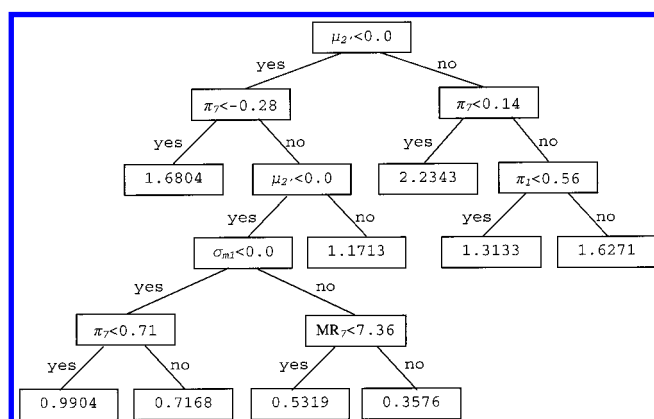 μ2'<0.0
yes no
π7<-0.28 π7<0.14
yes no yes no
1.6804 μ2'<0.0 2.2343 π1<0.56
yes no yes no
σm1<0.0 1.1713 1.3133 1.6271
yes no
π7<0.71 MR7<7.36
yes no yes no
0.9904 0.7168 0.5319 0.3576